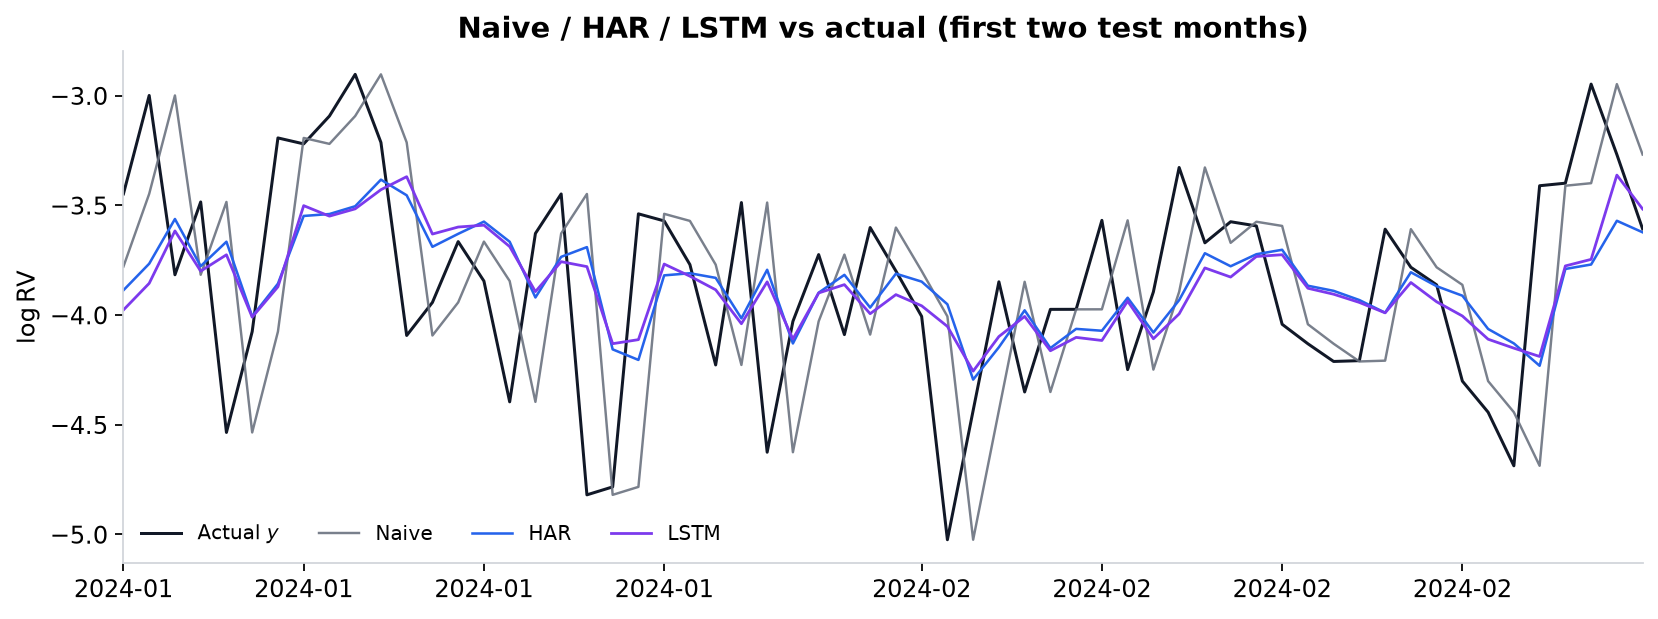 Naive / HAR / LSTM vs actual (first two test months)
log RV
−3.0
−3.5
−4.0
−4.5
−5.0
Actual y Naive HAR LSTM
2024-01 2024-01 2024-01 2024-01 2024-02 2024-02 2024-02 2024-02